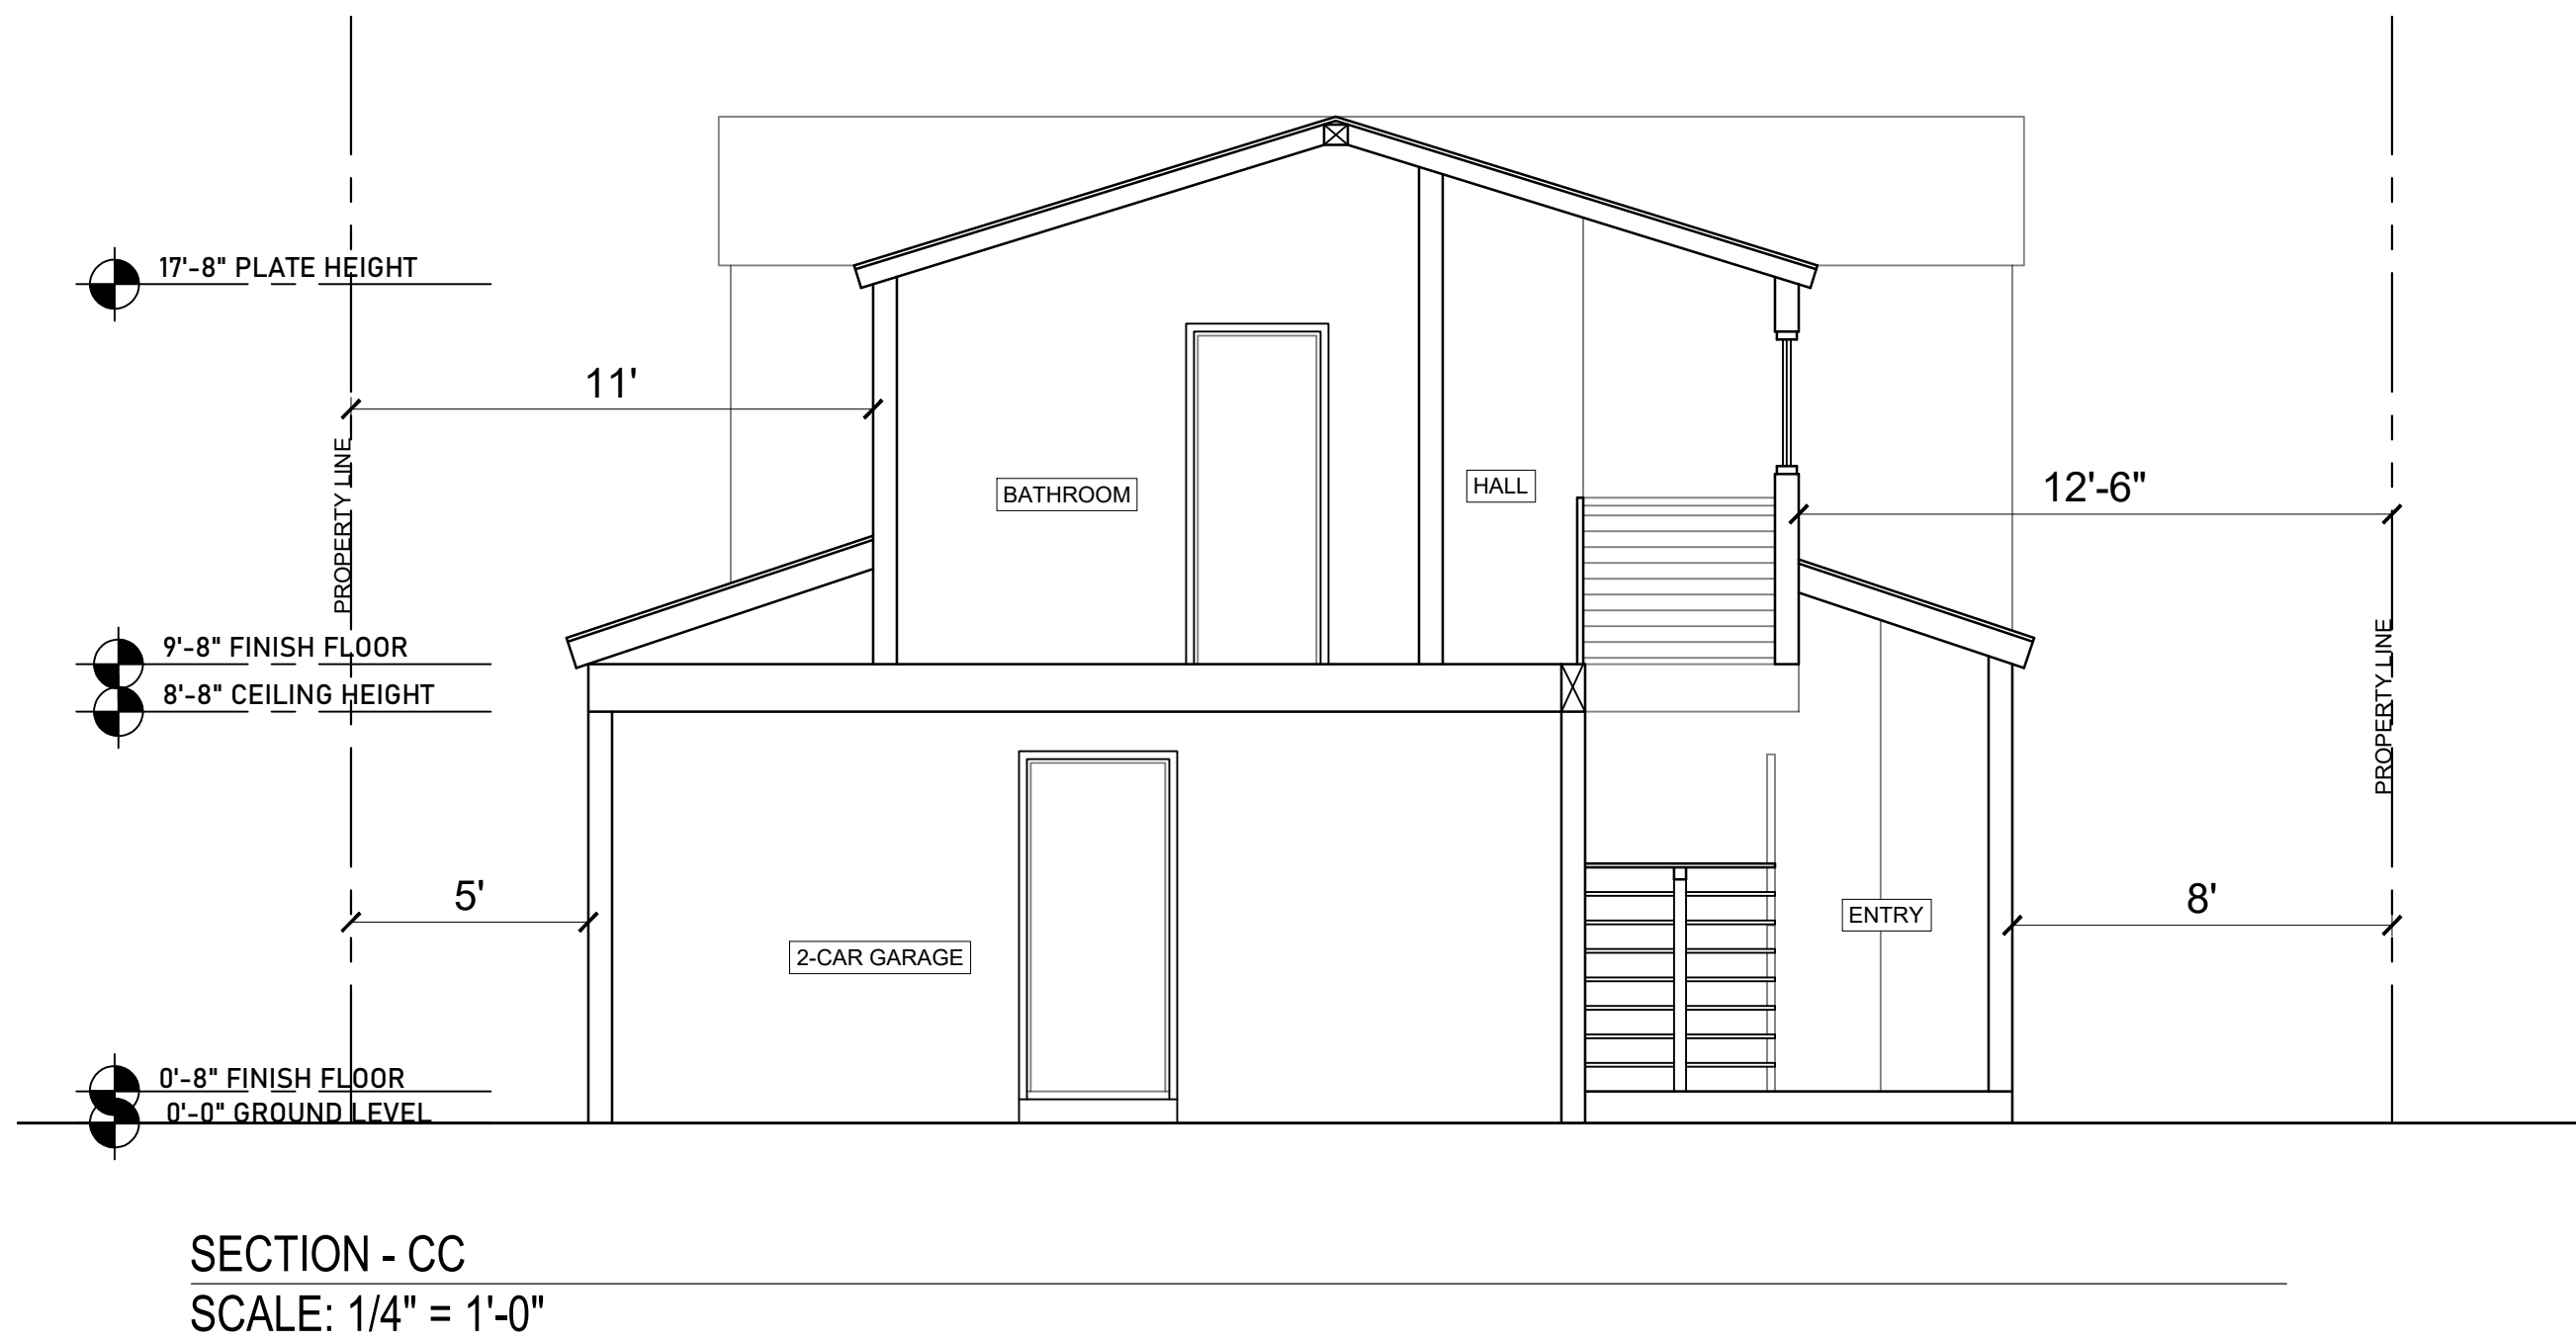 17'-8" PLATE HEIGHT
11'
PROPERTY LINE
BATHROOM
HALL
12'-6"
9'-8" FINISH FLOOR
8'-8" CEILING HEIGHT
PROPERTY LINE
5'
2-CAR GARAGE
ENTRY
8'
0'-8" FINISH FLOOR
0'-0" GROUND LEVEL
SECTION - CC
SCALE: 1/4" = 1'-0"